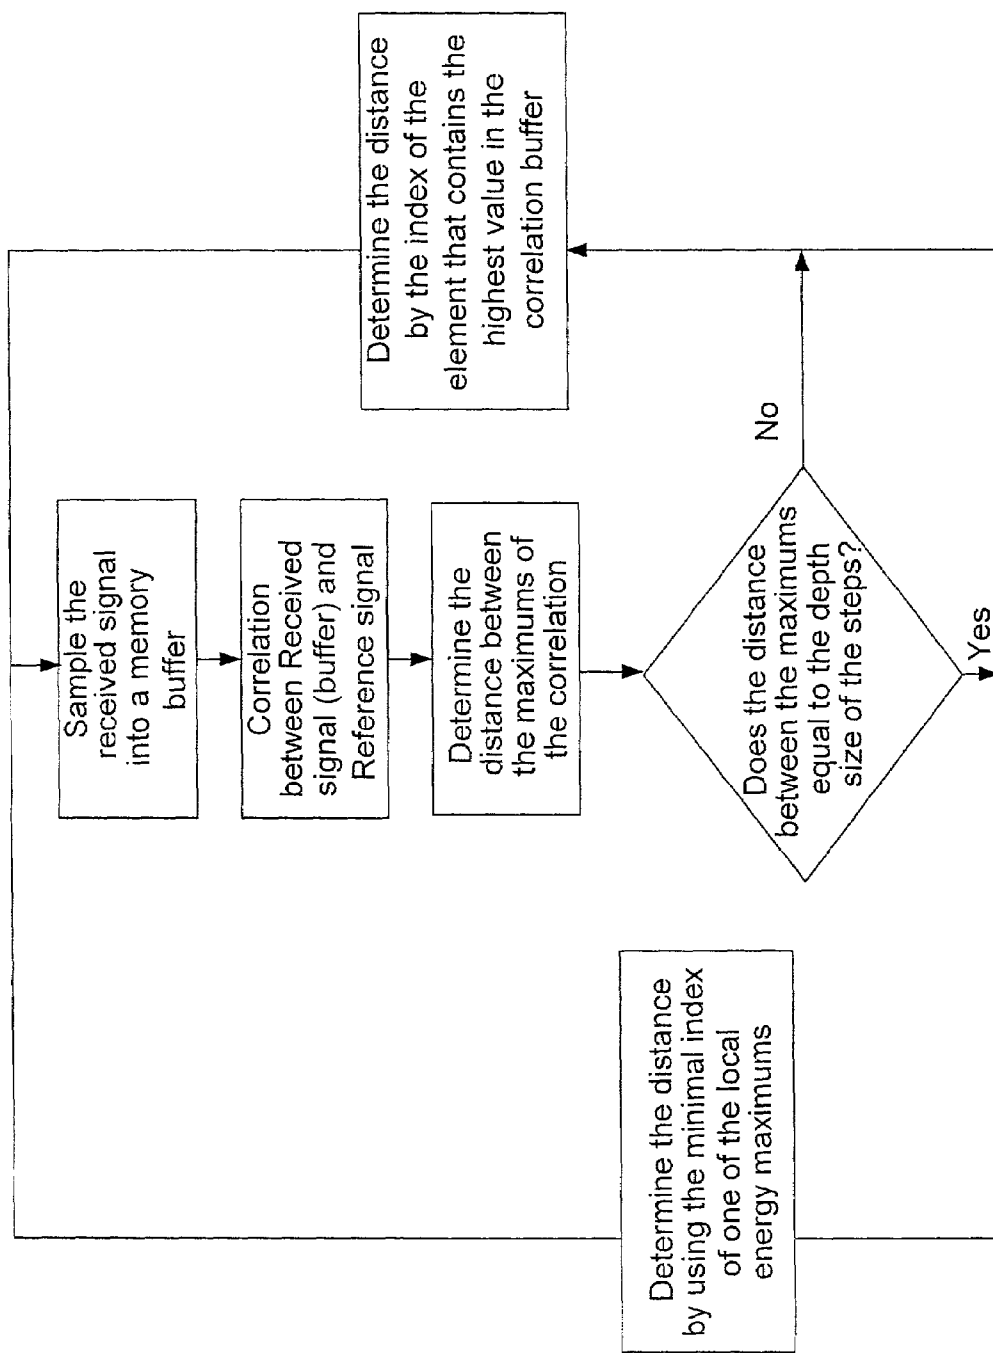 Sample the
received signal
into a memory
buffer
Correlation
between Received
signal (buffer) and
Reference signal
Determine the
distance between
the maximums of
the correlation
Does the distance
between the maximums
equal to the depth
size of the steps?
No
Yes
Determine the distance
by the index of the
element that contains the
highest value in the
correlation buffer
Determine the distance
by using the minimal index
of one of the local
energy maximums